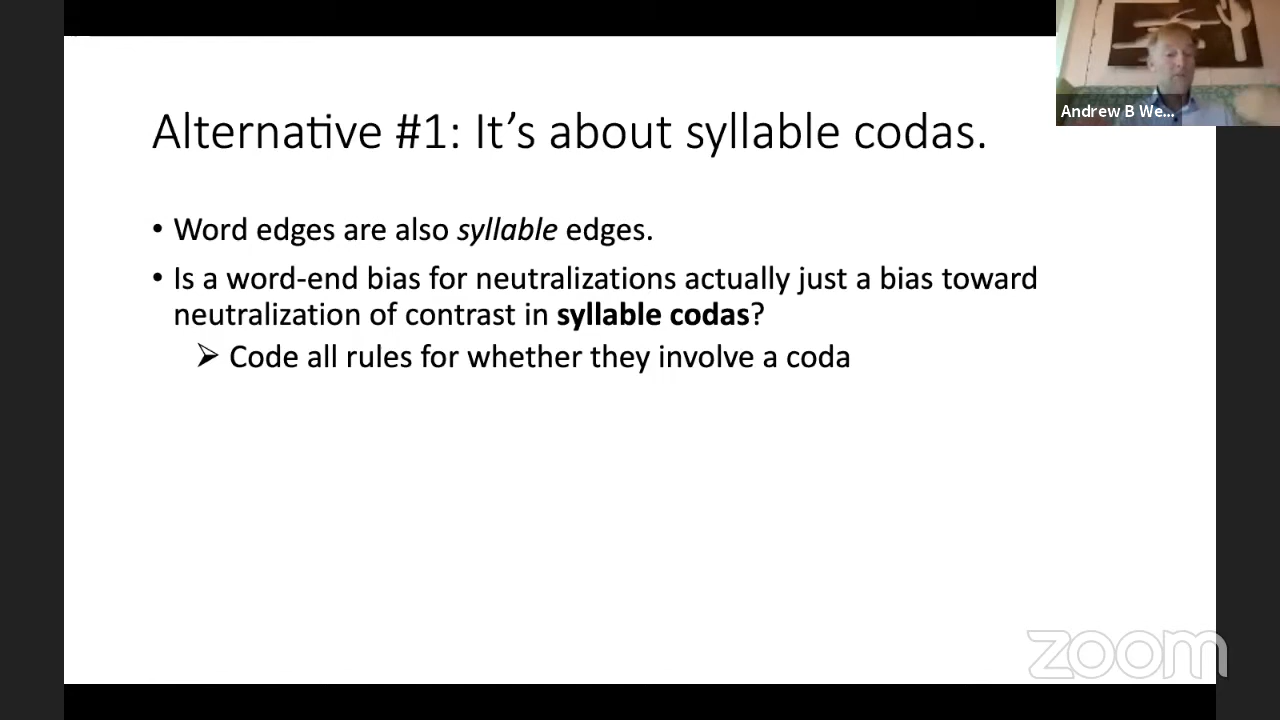 Andrew B We...
Alternative #1: It's about syllable codas.
• Word edges are also syllable edges.
• Is a word-end bias for neutralizations actually just a bias toward
neutralization of contrast in syllable codas?
➢ Code all rules for whether they involve a coda
zoom